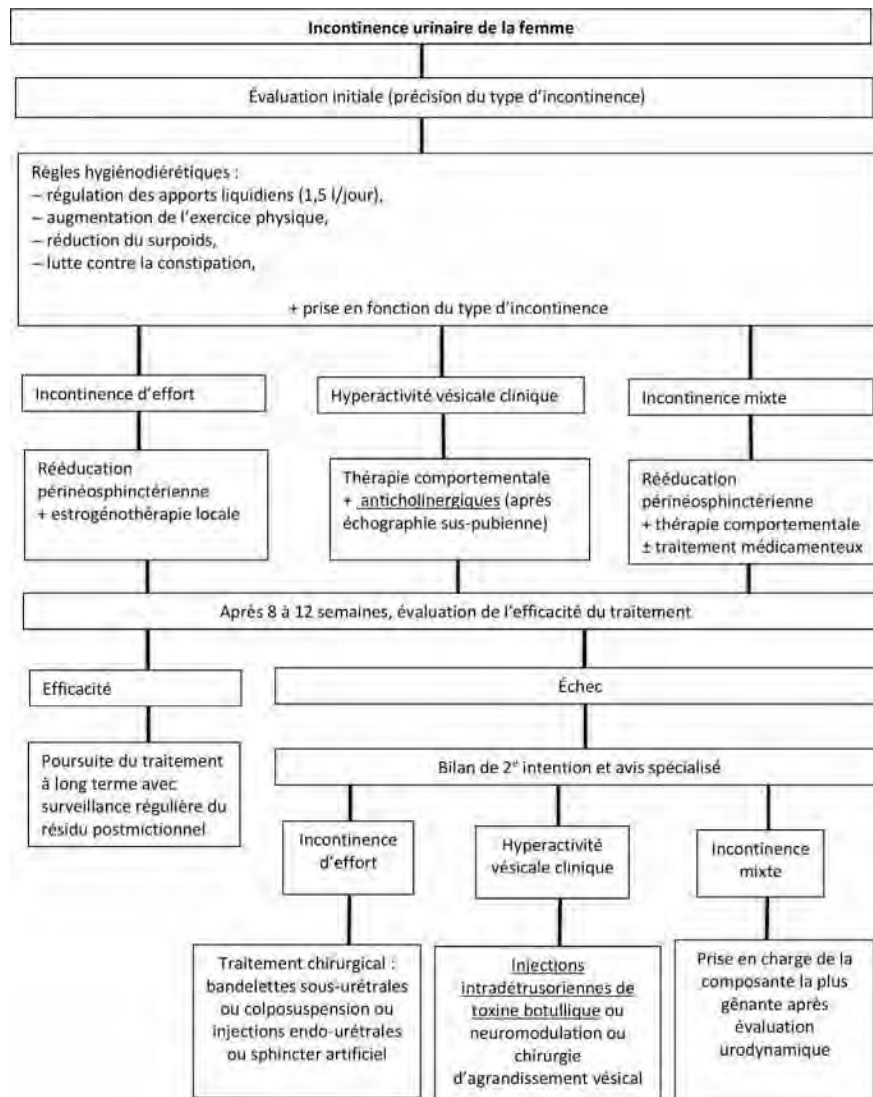 Incontinence urinaire de la femme
Évaluation initiale (précision du type d'incontinence)
Règles hygiénodiérétiques :
– régulation des apports liquidiens (1,5 l/jour),
– augmentation de l'exercice physique,
– réduction du surpoids,
– lutte contre la constipation,
+ prise en fonction du type d'incontinence
Incontinence d'effort
Hyperactivité vésicale clinique
Incontinence mixte
Rééducation
périnéosphinctérienne
+ estrogénothérapie locale
Thérapie comportementale
+ anticholinergiques (après
échographie sus-pubienne)
Rééducation
périnéosphinctérienne
+ thérapie comportementale
± traitement médicamenteux
Après 8 à 12 semaines, évaluation de l'efficacité du traitement
Efficacité
Échec
Poursuite du traitement
à long terme avec
surveillance régulière du
résidu postmictionnel
Bilan de 2e intention et avis spécialisé
Incontinence
d'effort
Hyperactivité
vésicale clinique
Incontinence
mixte
Traitement chirurgical :
bandelettes sous-urétrales
ou colposuspension ou
injections endo-urétrales
ou sphincter artificiel
Injections
intradétrusoriennes de
toxine botullique ou
neuromodulation ou
chirurgie
d'agrandissement vésical
Prise en charge de la
composante la plus
gênante après
évaluation
urodynamique